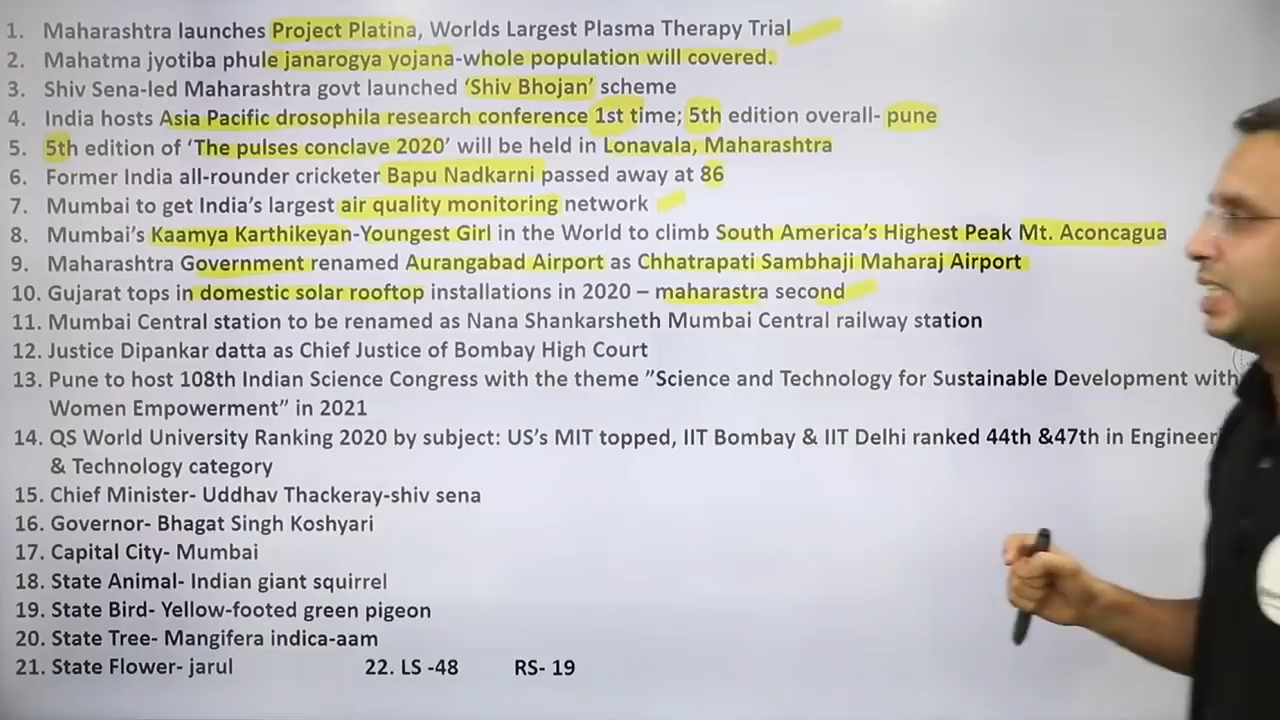 1. Maharashtra launches Project Platina, Worlds Largest Plasma Therapy Trial
2. Mahatma jyotiba phule janarogya yojana-whole population will covered.
3. Shiv Sena-led Maharashtra govt launched ‘Shiv Bhojan’ scheme
4. India hosts Asia Pacific drosophila research conference 1st time; 5th edition overall- pune
5. 5th edition of ‘The pulses conclave 2020’ will be held in Lonavala, Maharashtra
6. Former India all-rounder cricketer Bapu Nadkarni passed away at 86
7. Mumbai to get India’s largest air quality monitoring network
8. Mumbai’s Kaamya Karthikeyan-Youngest Girl in the World to climb South America’s Highest Peak Mt. Aconcagua
9. Maharashtra Government renamed Aurangabad Airport as Chhatrapati Sambhaji Maharaj Airport
10. Gujarat tops in domestic solar rooftop installations in 2020 – maharastra second
11. Mumbai Central station to be renamed as Nana Shankarsheth Mumbai Central railway station
12. Justice Dipankar datta as Chief Justice of Bombay High Court
13. Pune to host 108th Indian Science Congress with the theme ”Science and Technology for Sustainable Development with
Women Empowerment” in 2021
14. QS World University Ranking 2020 by subject: US’s MIT topped, IIT Bombay & IIT Delhi ranked 44th &47th in Engineer
& Technology category
15. Chief Minister- Uddhav Thackeray-shiv sena
16. Governor- Bhagat Singh Koshyari
17. Capital City- Mumbai
18. State Animal- Indian giant squirrel
19. State Bird- Yellow-footed green pigeon
20. State Tree- Mangifera indica-aam
21. State Flower- jarul 22. LS -48 RS- 19